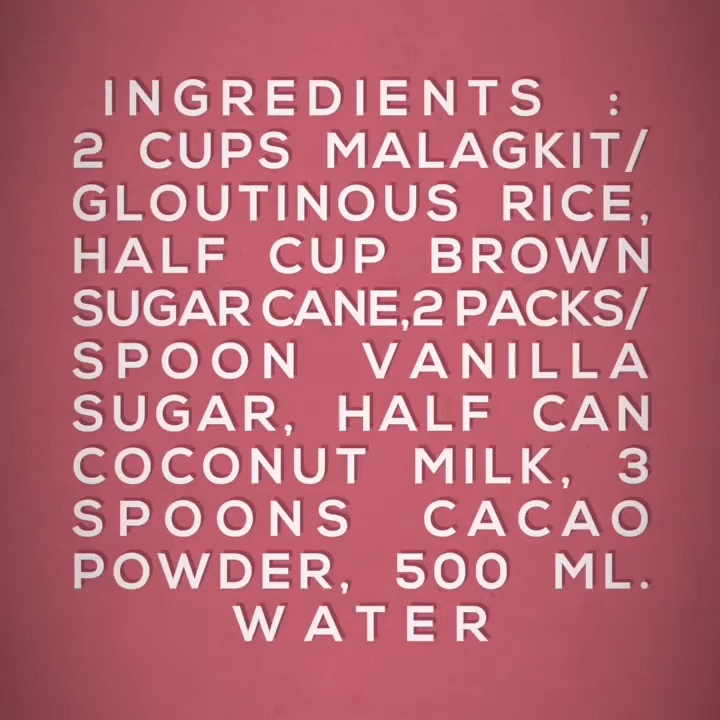 INGREDIENTS :
2 CUPS MALAGKIT/
GLOUTINOUS RICE,
HALF CUP BROWN
SUGAR CANE,2 PACKS/
SPOON VANILLA
SUGAR, HALF CAN
COCONUT MILK, 3
SPOONS CACAO
POWDER, 500 ML.
WATER